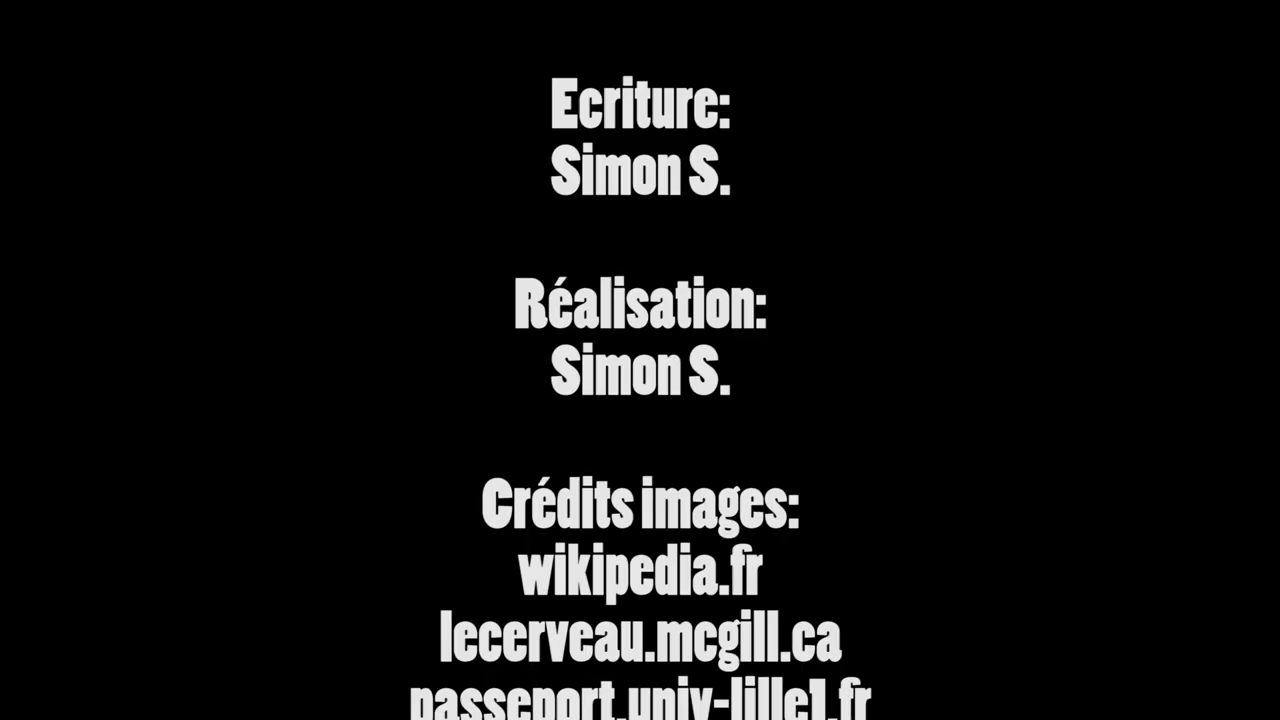 Ecriture:
Simon S.
Réalisation:
Simon S.
Crédits images:
wikipedia.fr
lecerveau.mcgill.ca
passeport.univ-lille1.fr